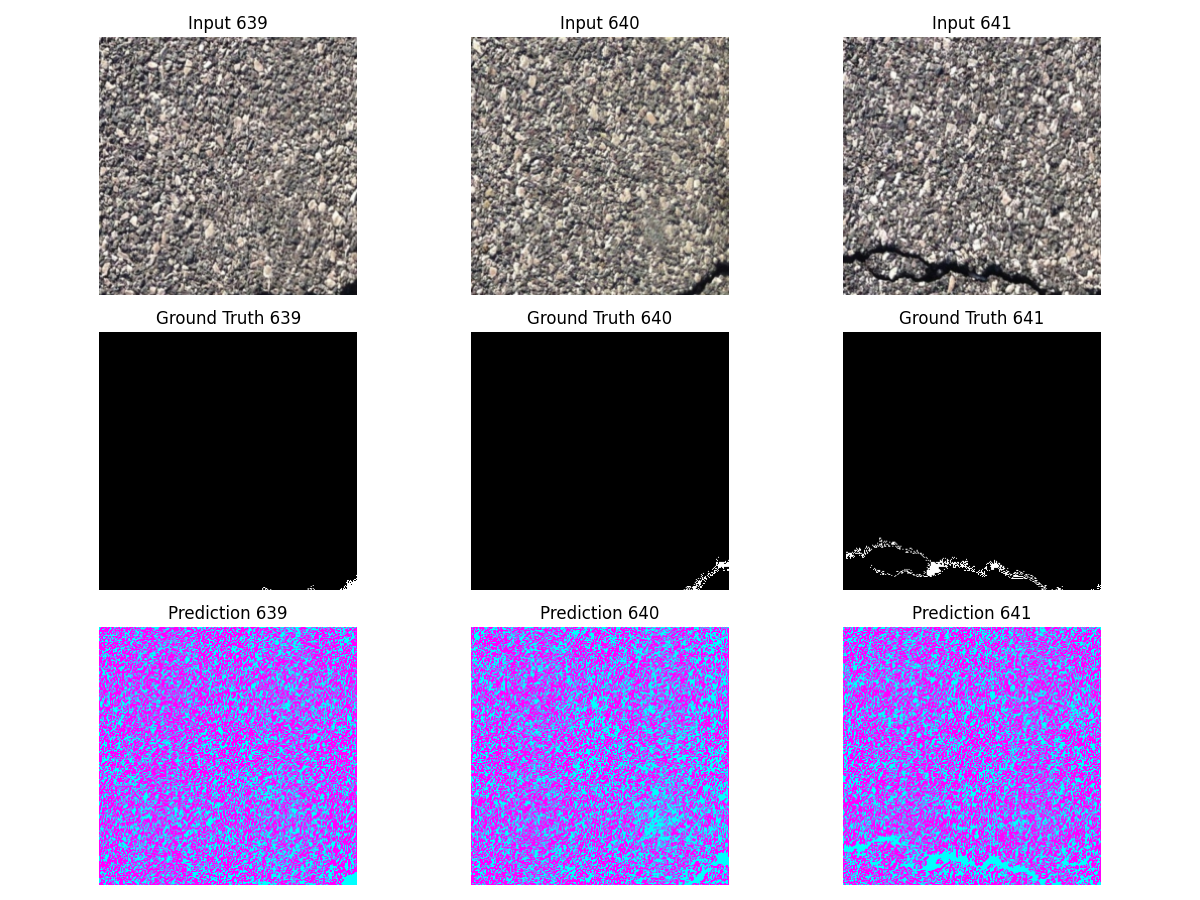 Input 639
Input 640
Input 641
Ground Truth 639
Ground Truth 640
Ground Truth 641
Prediction 639
Prediction 640
Prediction 641